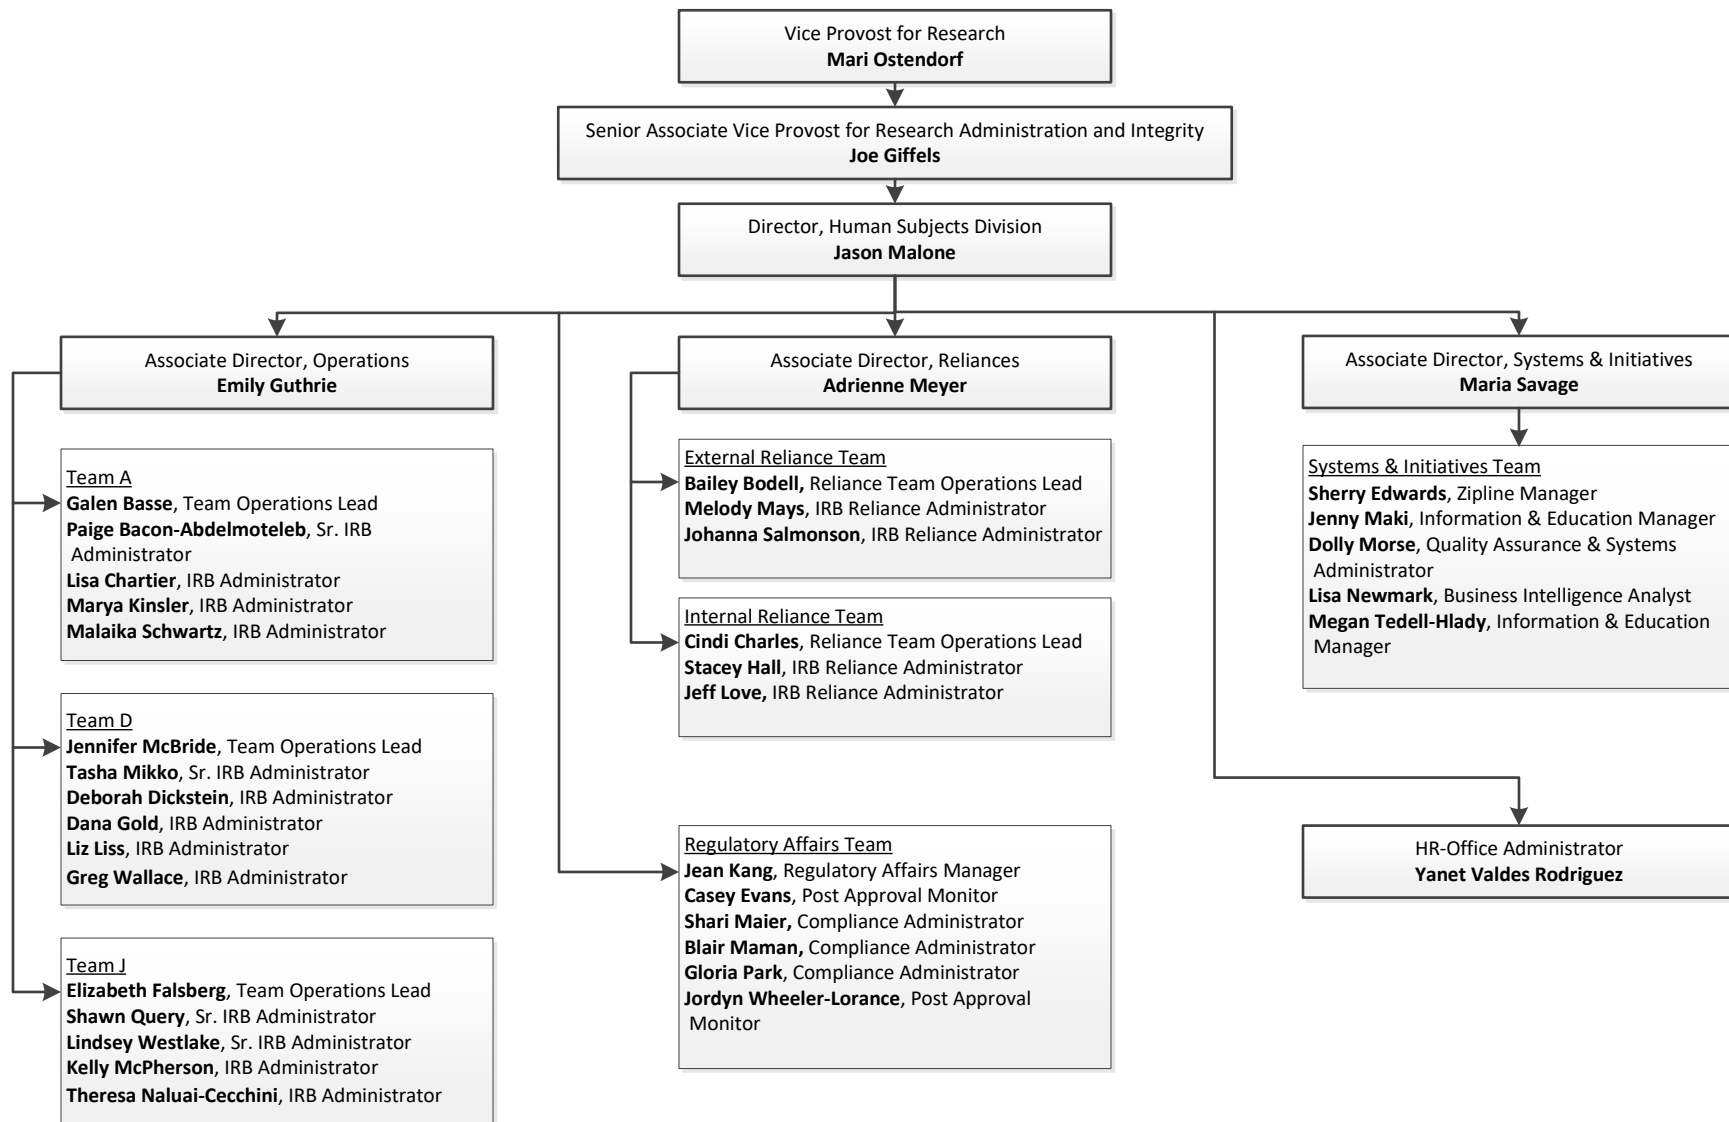 Vice Provost for Research
Mari Ostendorf
Senior Associate Vice Provost for Research Administration and Integrity
Joe Giffels
Director, Human Subjects Division
Jason Malone
Associate Director, Operations
Emily Guthrie
Team A
Galen Basse, Team Operations Lead
Paige Bacon-Abdelmoteleb, Sr. IRB
Administrator
Lisa Chartier, IRB Administrator
Marya Kinsler, IRB Administrator
Malaika Schwartz, IRB Administrator
Team D
Jennifer McBride, Team Operations Lead
Tasha Mikko, Sr. IRB Administrator
Deborah Dickstein, IRB Administrator
Dana Gold, IRB Administrator
Liz Liss, IRB Administrator
Greg Wallace, IRB Administrator
Team J
Elizabeth Falsberg, Team Operations Lead
Shawn Query, Sr. IRB Administrator
Lindsey Westlake, Sr. IRB Administrator
Kelly McPherson, IRB Administrator
Theresa Naluai-Cecchini, IRB Administrator
Associate Director, Reliances
Adrienne Meyer
External Reliance Team
Bailey Bodell, Reliance Team Operations Lead
Melody Mays, IRB Reliance Administrator
Johanna Salmonson, IRB Reliance Administrator
Internal Reliance Team
Cindi Charles, Reliance Team Operations Lead
Stacey Hall, IRB Reliance Administrator
Jeff Love, IRB Reliance Administrator
Regulatory Affairs Team
Jean Kang, Regulatory Affairs Manager
Casey Evans, Post Approval Monitor
Shari Maier, Compliance Administrator
Blair Maman, Compliance Administrator
Gloria Park, Compliance Administrator
Jordyn Wheeler-Lorance, Post Approval
Monitor
Associate Director, Systems & Initiatives
Maria Savage
Systems & Initiatives Team
Sherry Edwards, Zipline Manager
Jenny Maki, Information & Education Manager
Dolly Morse, Quality Assurance & Systems
Administrator
Lisa Newmark, Business Intelligence Analyst
Megan Tedell-Hlady, Information & Education
Manager
HR-Office Administrator
Yanet Valdes Rodriguez